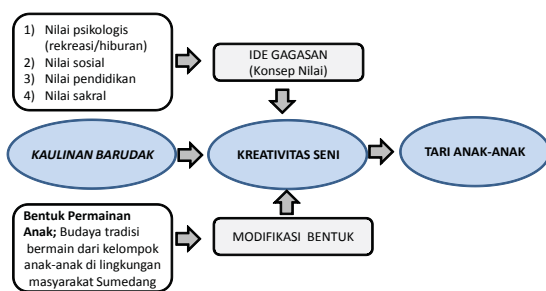 1) Nilai psikologis
(rekreasi/hiburan)
2) Nilai sosial
3) Nilai pendidikan
4) Nilai sakral
IDE GAGASAN
(Konsep Nilai)
KAULINAN BARUDAK
KREATIVITAS SENI
TARI ANAK-ANAK
Bentuk Permainan
Anak; Budaya tradisi
bermain dari kelompok
anak-anak di lingkungan
masyarakat Sumedang
MODIFIKASI BENTUK